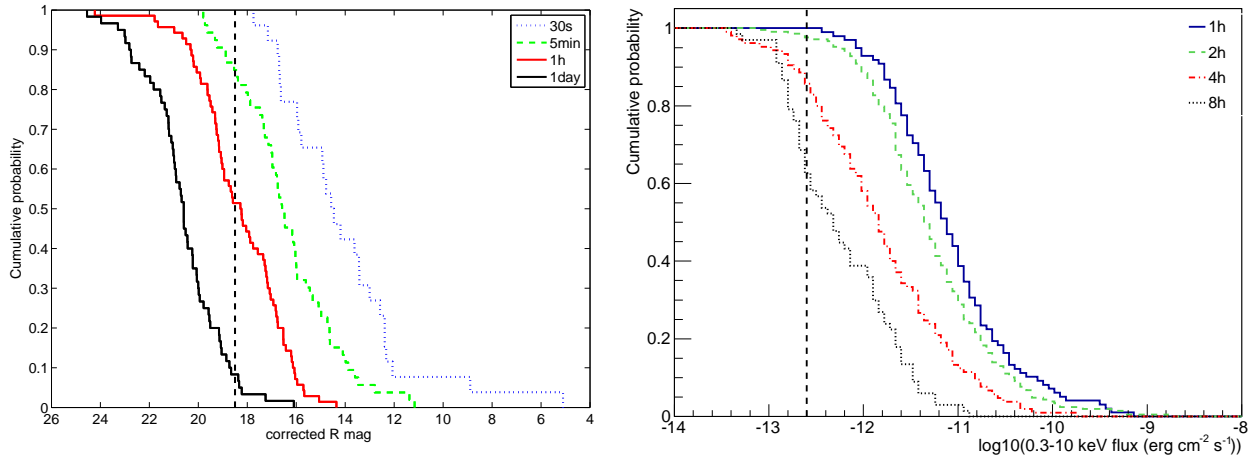 Cumulative probability
1
0.9
0.8
0.7
0.6
0.5
0.4
0.3
0.2
0.1
0
26 24 22 20 18 16 14 12 10 8 6 4
corrected R mag
30s
5min
1h
1day
Cumulative probability
1
0.8
0.6
0.4
0.2
0
-14 -13 -12 -11 -10 -9 -8
log10(0.3-10 keV flux (erg cm⁻² s⁻¹))
1h
2h
4h
8h